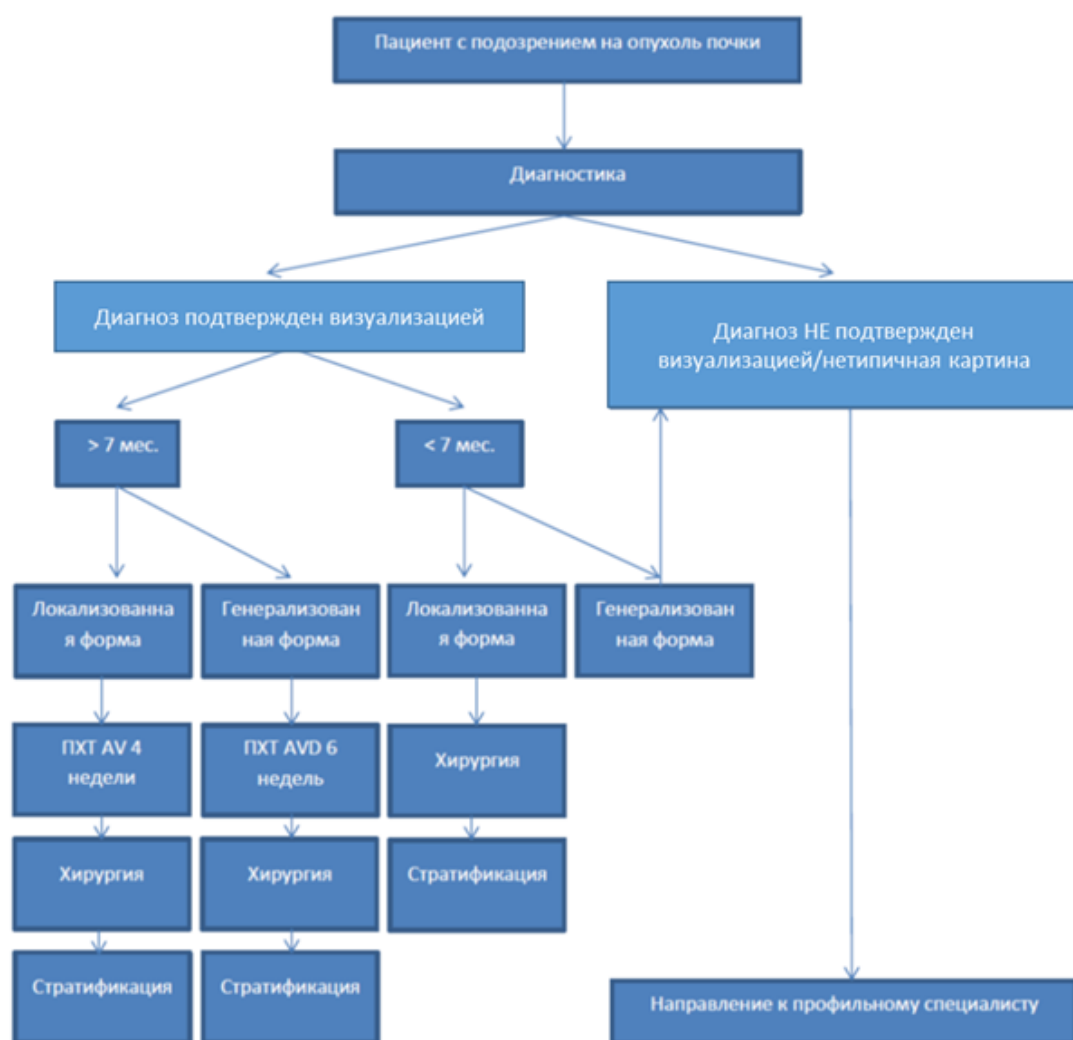 Пациент с подозрением на опухоль почки
Диагностика
Диагноз подтвержден визуализацией
Диагноз НЕ подтвержден
визуализацией/нетипичная картина
> 7 мес.
< 7 мес.
Локализованна
я форма
Генерализован
ная форма
Локализованна
я форма
Генерализован
ная форма
ПХТ AV 4
недели
ПХТ AVD 6
недель
Хирургия
Хирургия
Хирургия
Стратификация
Стратификация
Стратификация
Направление к профильному специалисту